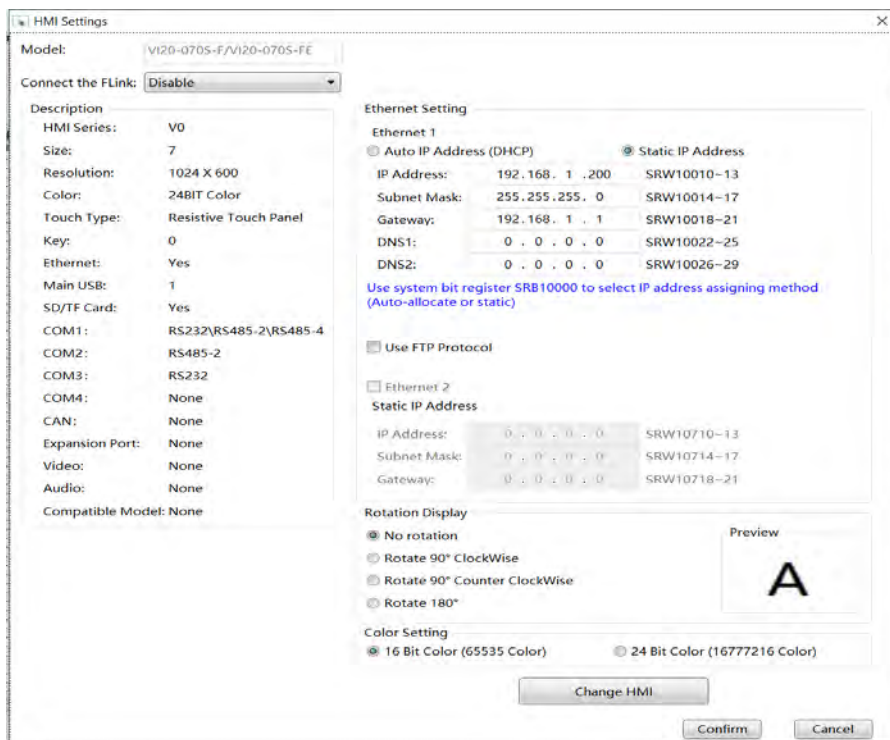 HMI Settings
Model: VI20-070S-F/VI20-070S-FE
Connect the FLink: Disable
Description
HMI Series: V0
Size: 7
Resolution: 1024 X 600
Color: 24BIT Color
Touch Type: Resistive Touch Panel
Key: 0
Ethernet: Yes
Main USB: 1
SD/TF Card: Yes
COM1: RS232\RS485-2\RS485-4
COM2: RS485-2
COM3: RS232
COM4: None
CAN: None
Expansion Port: None
Video: None
Audio: None
Compatible Model: None
Ethernet Setting
Ethernet 1
Auto IP Address (DHCP) Static IP Address
IP Address: 192.168. 1 .200 SRW10010~13
Subnet Mask: 255.255.255. 0 SRW10014~17
Gateway: 192.168. 1 . 1 SRW10018~21
DNS1: 0 . 0 . 0 . 0 SRW10022~25
DNS2: 0 . 0 . 0 . 0 SRW10026~29
Use system bit register SRB10000 to select IP address assigning method
(Auto-allocate or static)
Use FTP Protocol
Ethernet 2
Static IP Address
IP Address: 0 . 0 . 0 . 0 SRW10710~13
Subnet Mask: 0 . 0 . 0 . 0 SRW10714~17
Gateway: 0 . 0 . 0 . 0 SRW10718~21
Rotation Display
No rotation
Rotate 90° ClockWise
Rotate 90° Counter ClockWise
Rotate 180°
Preview
A
Color Setting
16 Bit Color (65535 Color) 24 Bit Color (16777216 Color)
Change HMI
Confirm Cancel